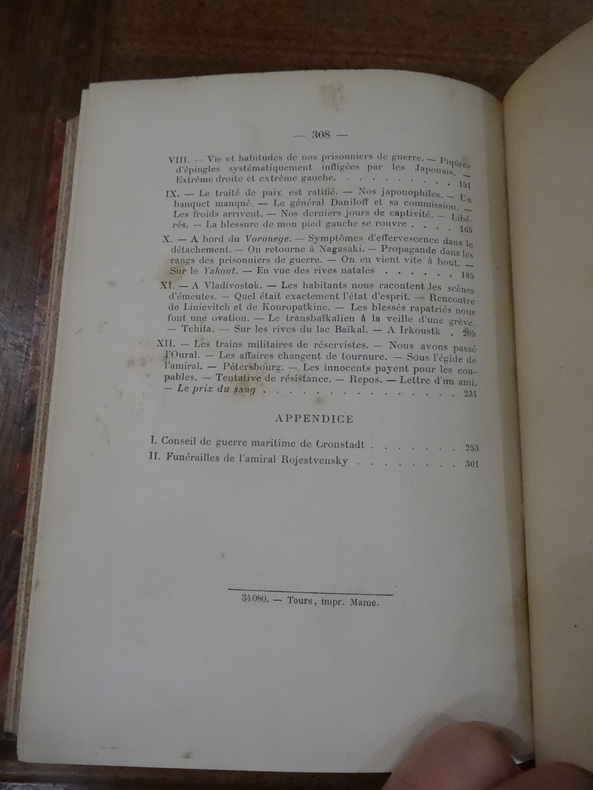 — 308 —
VIII. — Vie et habitudes de nos prisonniers de guerre. — Piqûres
d'épingles systématiquement infligées par les Japonais. —
Extrême droite et extrême gauche. . . . . . . . . . 151
IX. — Le traité de paix est ratifié. — Nos japonophiles. — Un
banquet manqué. — Le général Daniloff et sa commission. —
Les froids arrivent. — Nos derniers jours de captivité. — Libé-
rés. — La blessure de mon pied gauche se rouvre . . . . 165
X. — A bord du Voronege. — Symptômes d'effervescence dans le
détachement. — On retourne à Nagasaki. — Propagande dans les
rangs des prisonniers de guerre. — On en vient vite à bout. —
Sur le Yakout. — En vue des rives natales . . . . . . 185
XI. — A Vladivostok. — Les habitants nous racontent les scènes
d'émeutes. — Quel était exactement l'état d'esprit. — Rencontre
de Linievitch et de Kouropatkine. — Les blessés rapatriés nous
font une ovation. — Le transbaïkalien à la veille d'une grève.
— Tchita. — Sur les rives du lac Baïkal. — A Irkoustk . 205
XII. — Les trains militaires de réservistes. — Nous avons passé
l'Oural. — Les affaires changent de tournure. — Sous l'égide de
l'amiral. — Pétersbourg. — Les innocents payent pour les cou-
pables. — Tentative de résistance. — Repos. — Lettre d'un ami.
— Le prix du sang . . . . . . . . . . . . . . 231
APPENDICE
I. Conseil de guerre maritime de Cronstadt . . . . . . . 253
II. Funérailles de l'amiral Rojestvensky . . . . . . . . 301
34080. — Tours, impr. Mame.